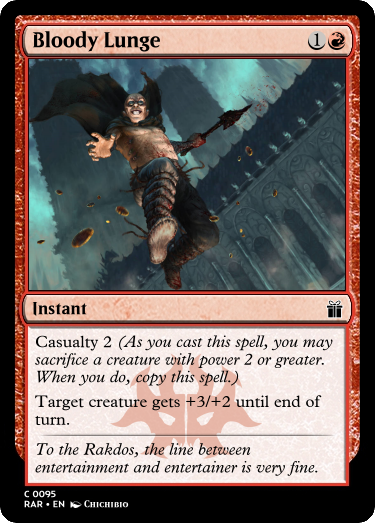 Bloody Lunge 1
Instant
Casualty 2 (As you cast this spell, you may
sacrifice a creature with power 2 or greater.
When you do, copy this spell.)
Target creature gets +3/+2 until end of
turn.
To the Rakdos, the line between
entertainment and entertainer is very fine.
C 0095
RAR • EN Chichibio